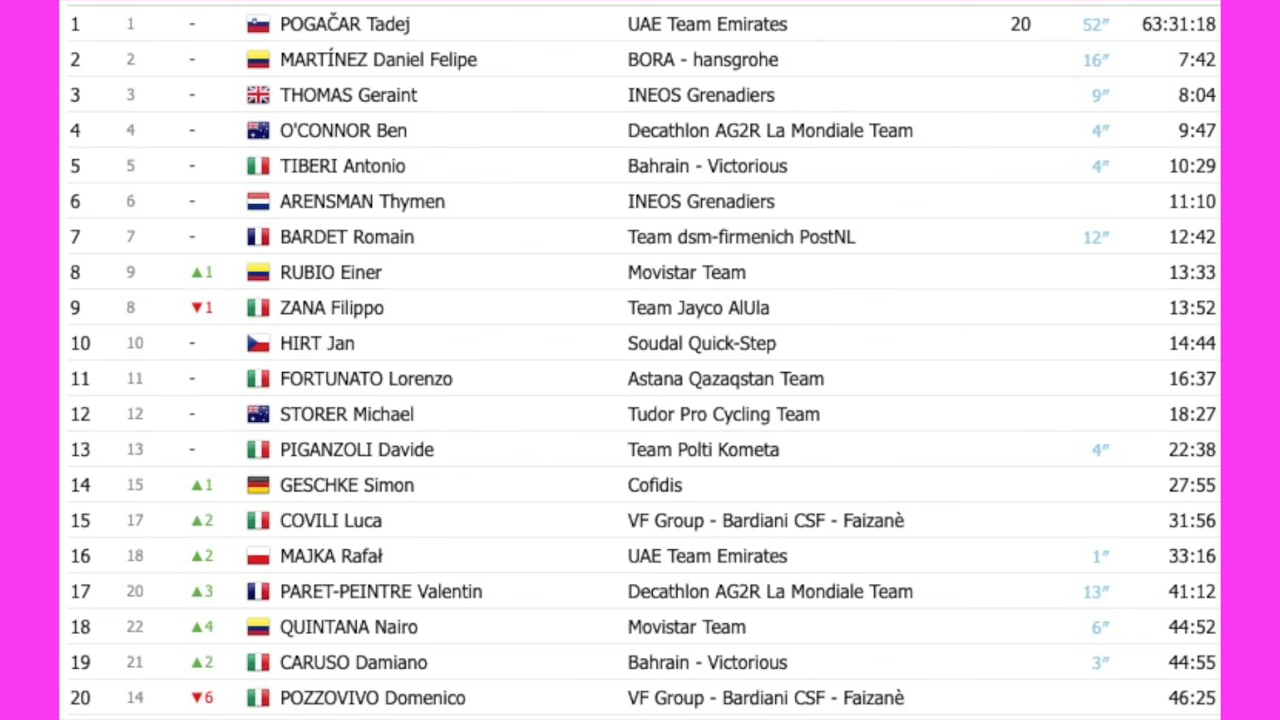 1 1 - POGAČAR Tadej UAE Team Emirates 20 52″ 63:31:18
2 2 - MARTÍNEZ Daniel Felipe BORA - hansgrohe 16″ 7:42
3 3 - THOMAS Geraint INEOS Grenadiers 9″ 8:04
4 4 - O'CONNOR Ben Decathlon AG2R La Mondiale Team 4″ 9:47
5 5 - TIBERI Antonio Bahrain - Victorious 4″ 10:29
6 6 - ARENSMAN Thymen INEOS Grenadiers 11:10
7 7 - BARDET Romain Team dsm-firmenich PostNL 12″ 12:42
8 9 ▲1 RUBIO Einer Movistar Team 13:33
9 8 ▼1 ZANA Filippo Team Jayco AlUla 13:52
10 10 - HIRT Jan Soudal Quick-Step 14:44
11 11 - FORTUNATO Lorenzo Astana Qazaqstan Team 16:37
12 12 - STORER Michael Tudor Pro Cycling Team 18:27
13 13 - PIGANZOLI Davide Team Polti Kometa 4″ 22:38
14 15 ▲1 GESCHKE Simon Cofidis 27:55
15 17 ▲2 COVILI Luca VF Group - Bardiani CSF - Faizanè 31:56
16 18 ▲2 MAJKA Rafał UAE Team Emirates 1″ 33:16
17 20 ▲3 PARET-PEINTRE Valentin Decathlon AG2R La Mondiale Team 13″ 41:12
18 22 ▲4 QUINTANA Nairo Movistar Team 6″ 44:52
19 21 ▲2 CARUSO Damiano Bahrain - Victorious 3″ 44:55
20 14 ▼6 POZZOVIVO Domenico VF Group - Bardiani CSF - Faizanè 46:25